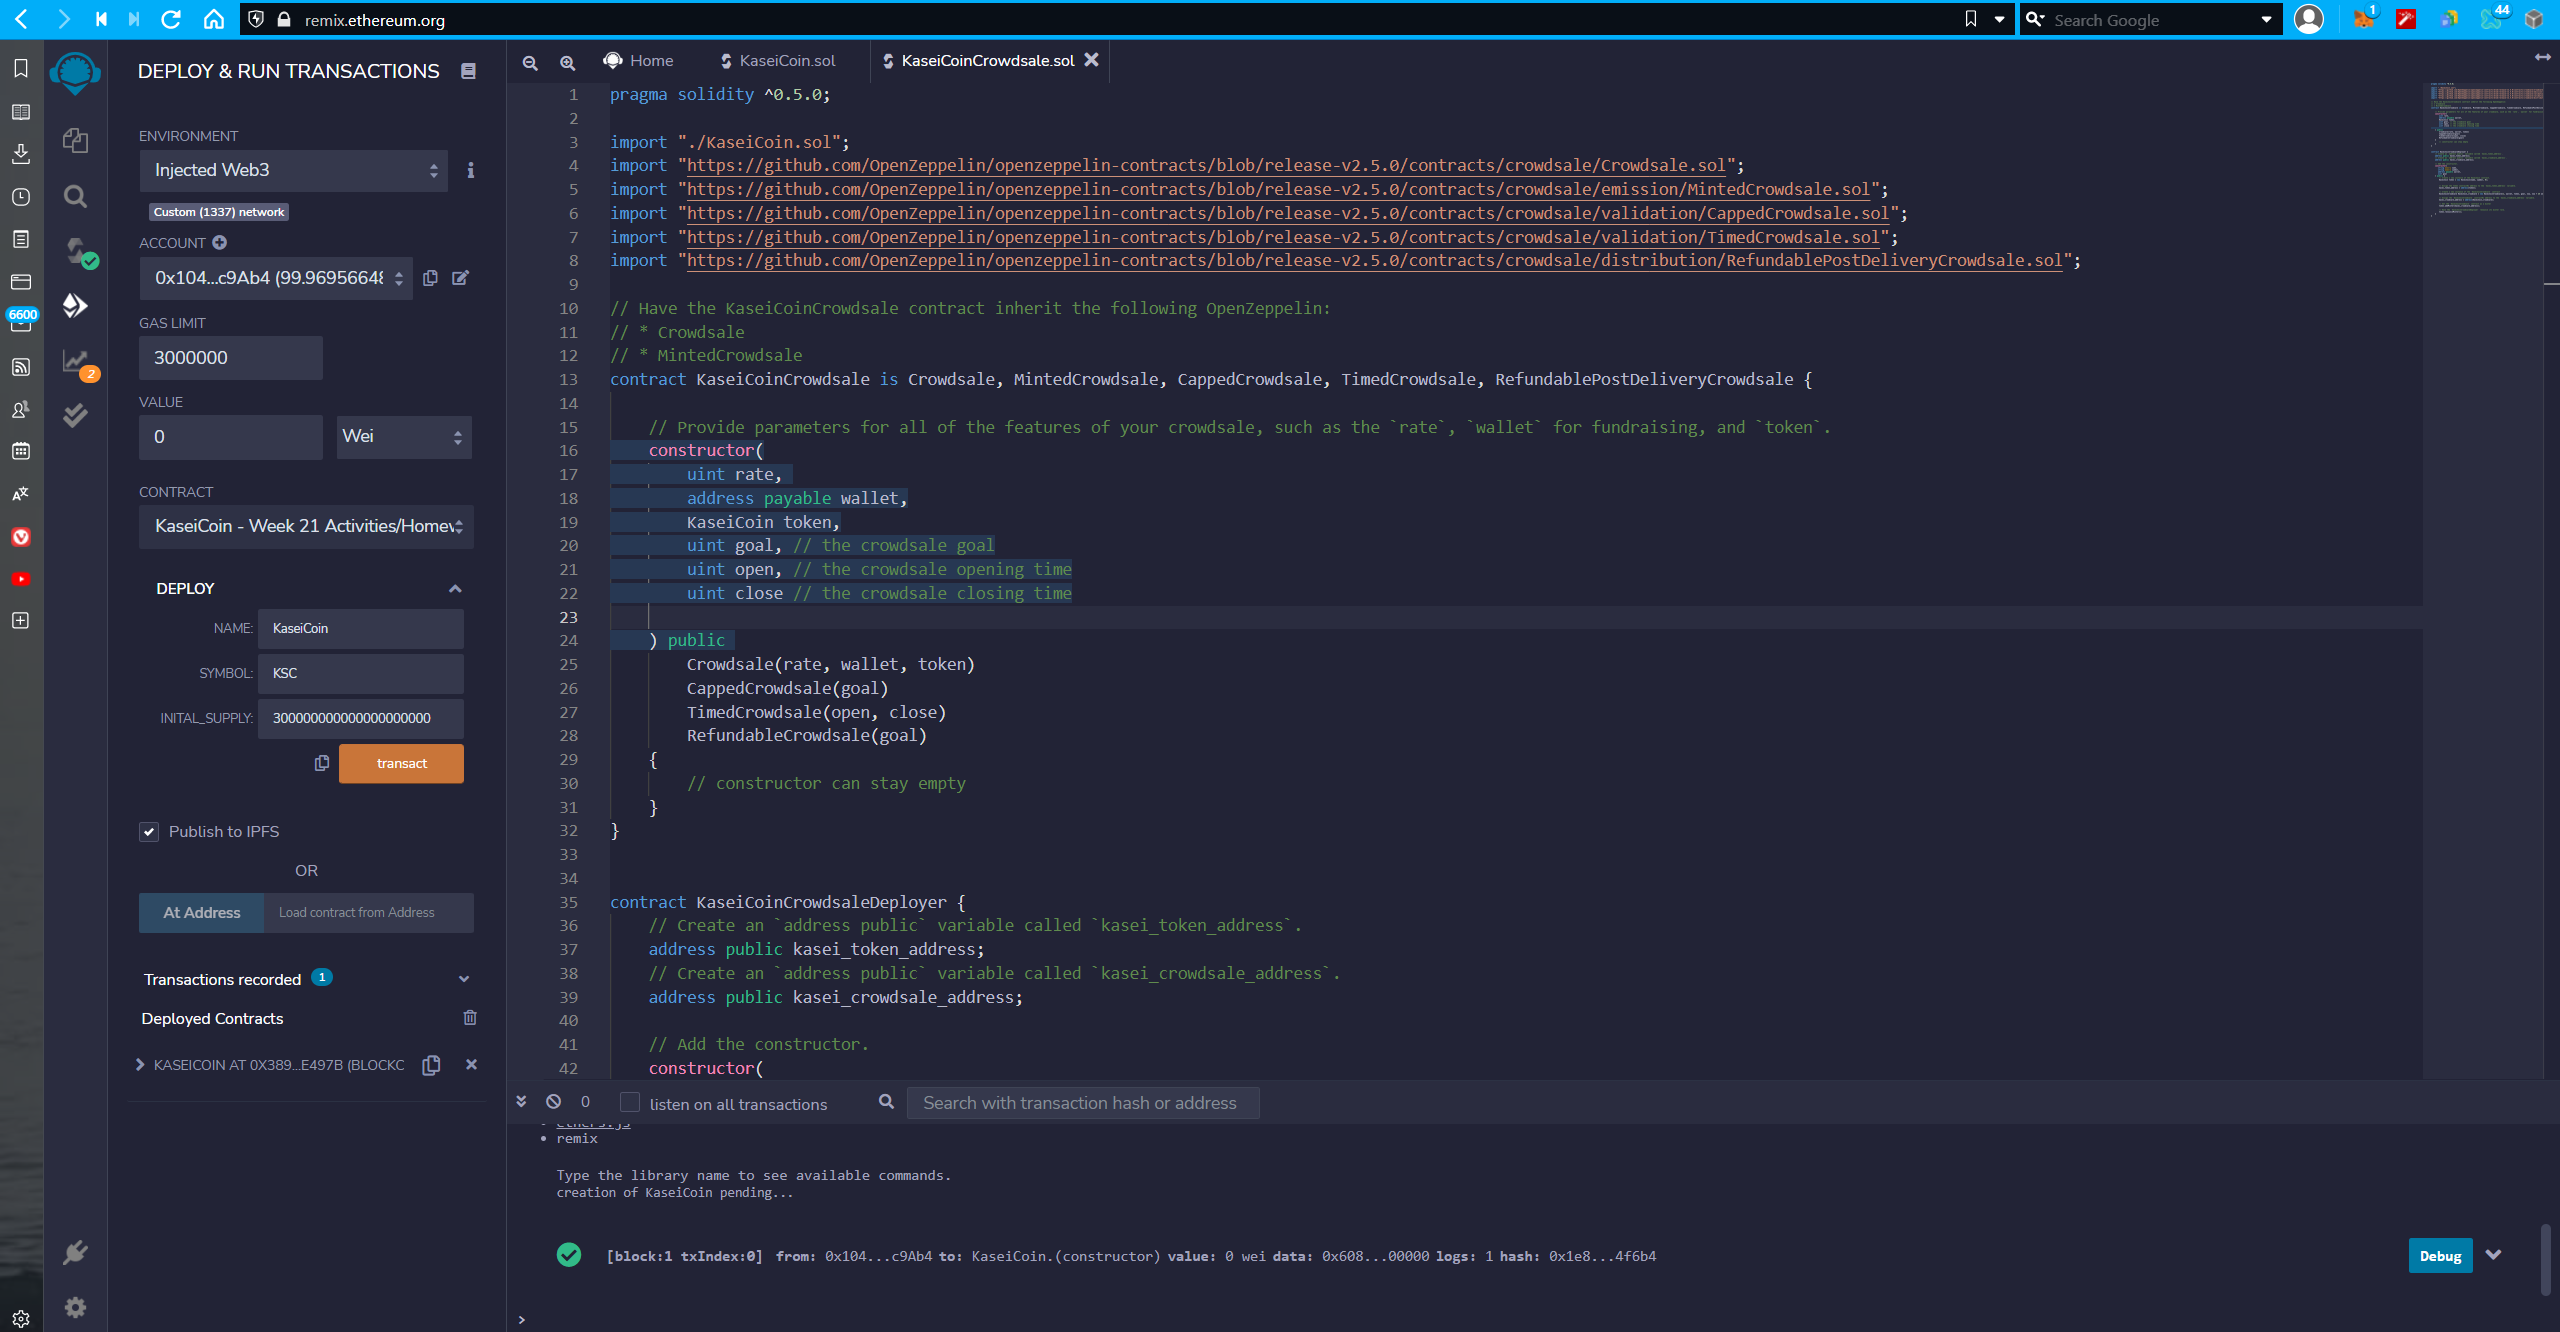 remix.ethereum.org
Search Google
1
44
6600
2
DEPLOY & RUN TRANSACTIONS
ENVIRONMENT
Injected Web3
Custom (1337) network
ACCOUNT
0x104...c9Ab4 (99.96956648
GAS LIMIT
3000000
VALUE
0
Wei
CONTRACT
KaseiCoin - Week 21 Activities/Homew
DEPLOY
NAME: KaseiCoin
SYMBOL: KSC
INITAL_SUPPLY: 300000000000000000000
transact
Publish to IPFS
OR
At Address Load contract from Address
Transactions recorded 1
Deployed Contracts
KASEICOIN AT 0X389...E497B (BLOCKC
Home KaseiCoin.sol KaseiCoinCrowdsale.sol
1 pragma solidity ^0.5.0;
2
3 import "./KaseiCoin.sol";
4 import "https://github.com/OpenZeppelin/openzeppelin-contracts/blob/release-v2.5.0/contracts/crowdsale/Crowdsale.sol";
5 import "https://github.com/OpenZeppelin/openzeppelin-contracts/blob/release-v2.5.0/contracts/crowdsale/emission/MintedCrowdsale.sol";
6 import "https://github.com/OpenZeppelin/openzeppelin-contracts/blob/release-v2.5.0/contracts/crowdsale/validation/CappedCrowdsale.sol";
7 import "https://github.com/OpenZeppelin/openzeppelin-contracts/blob/release-v2.5.0/contracts/crowdsale/validation/TimedCrowdsale.sol";
8 import "https://github.com/OpenZeppelin/openzeppelin-contracts/blob/release-v2.5.0/contracts/crowdsale/distribution/RefundablePostDeliveryCrowdsale.sol";
9
10 // Have the KaseiCoinCrowdsale contract inherit the following OpenZeppelin:
11 // * Crowdsale
12 // * MintedCrowdsale
13 contract KaseiCoinCrowdsale is Crowdsale, MintedCrowdsale, CappedCrowdsale, TimedCrowdsale, RefundablePostDeliveryCrowdsale {
14
15 // Provide parameters for all of the features of your crowdsale, such as the `rate`, `wallet` for fundraising, and `token`.
16 constructor(
17 uint rate,
18 address payable wallet,
19 KaseiCoin token,
20 uint goal, // the crowdsale goal
21 uint open, // the crowdsale opening time
22 uint close // the crowdsale closing time
23
24 ) public
25 Crowdsale(rate, wallet, token)
26 CappedCrowdsale(goal)
27 TimedCrowdsale(open, close)
28 RefundableCrowdsale(goal)
29 {
30 // constructor can stay empty
31 }
32 }
33
34
35 contract KaseiCoinCrowdsaleDeployer {
36 // Create an `address public` variable called `kasei_token_address`.
37 address public kasei_token_address;
38 // Create an `address public` variable called `kasei_crowdsale_address`.
39 address public kasei_crowdsale_address;
40
41 // Add the constructor.
42 constructor(
0 listen on all transactions Search with transaction hash or address
ethers.js
• remix
Type the library name to see available commands.
creation of KaseiCoin pending...
[block:1 txIndex:0] from: 0x104...c9Ab4 to: KaseiCoin.(constructor) value: 0 wei data: 0x608...00000 logs: 1 hash: 0x1e8...4f6b4
Debug
>